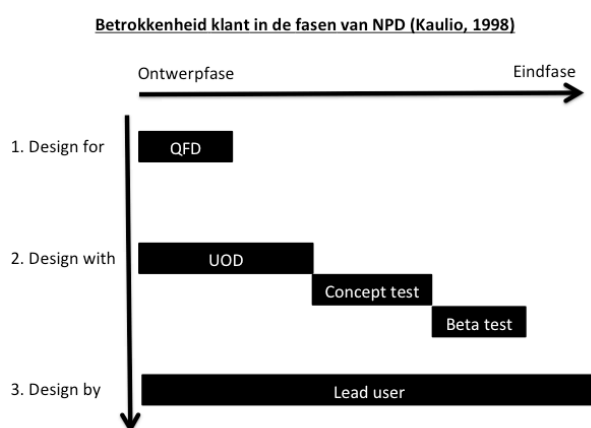 Betrokkenheid klant in de fasen van NPD (Kaulio, 1998)
Ontwerpfase
Eindfase
1. Design for
QFD
2. Design with
UOD
Concept test
Beta test
3. Design by
Lead user